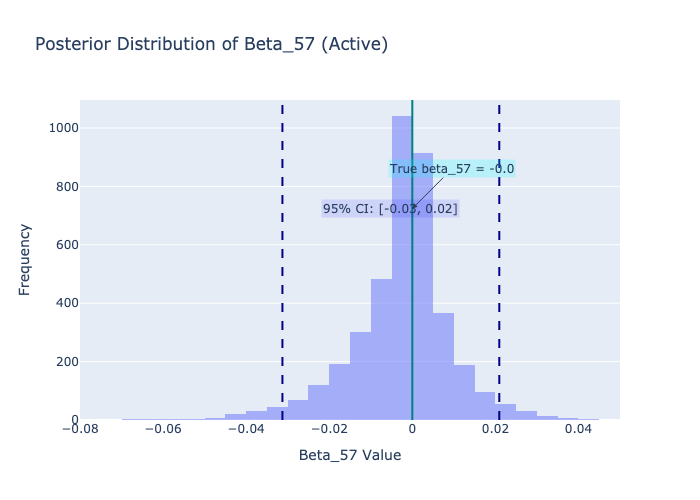 Posterior Distribution of Beta_57 (Active)
1000
800
600
400
200
0
Frequency
True beta_57 = -0.0
95% CI: [-0.03, 0.02]
−0.08
−0.06
−0.04
−0.02
0
0.02
0.04
Beta_57 Value